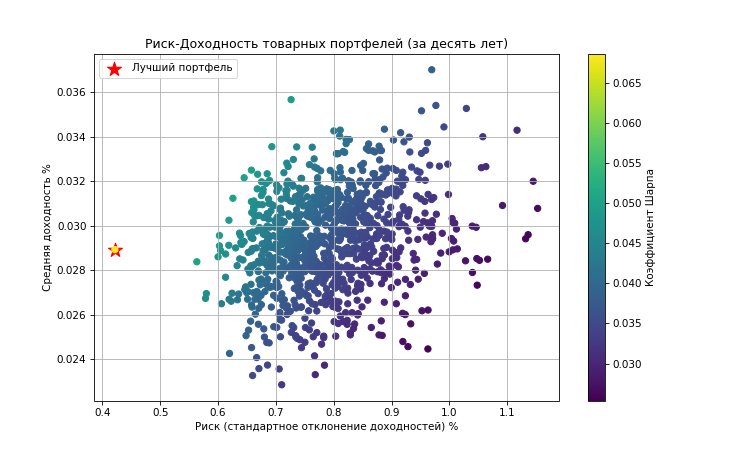 Риск-Доходность товарных портфелей (за десять лет)
Лучший портфель
Средняя доходность %
0.036
0.034
0.032
0.030
0.028
0.026
0.024
0.4 0.5 0.6 0.7 0.8 0.9 1.0 1.1
Риск (стандартное отклонение доходностей) %
0.065
0.060
0.055
0.050
0.045
0.040
0.035
0.030
Коэффициент Шарпа